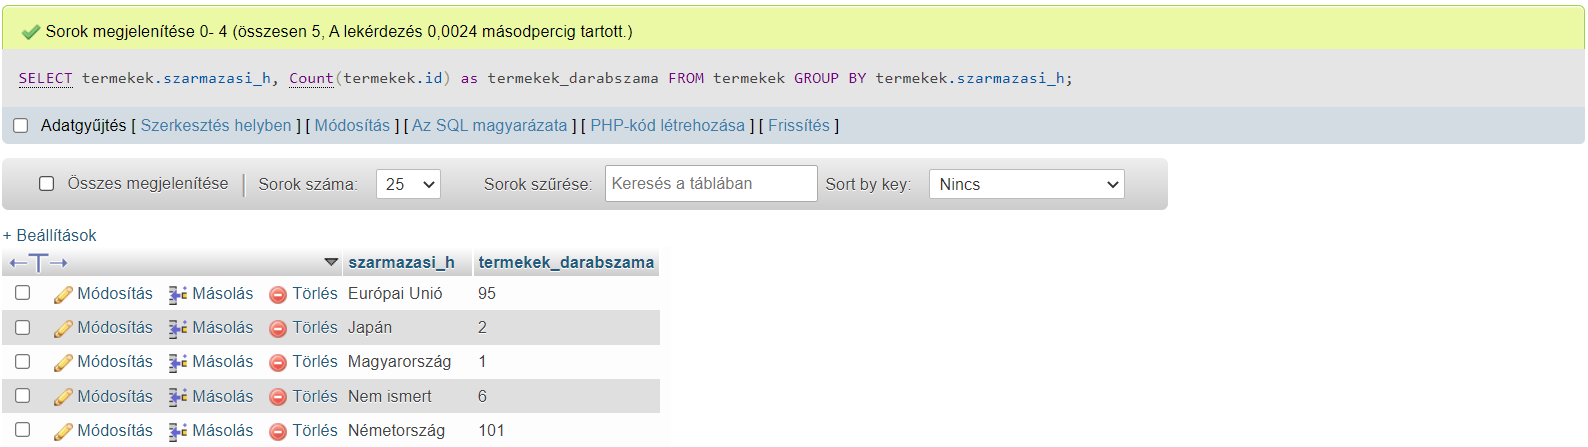 Sorok megjelenítése 0- 4 (összesen 5, A lekérdezés 0,0024 másodpercig tartott.)
SELECT termekek.szarmazasi_h, Count(termekek.id) as termekek_darabszama FROM termekek GROUP BY termekek.szarmazasi_h;
Adatgyűjtés [ Szerkesztés helyben ] [ Módosítás ] [ Az SQL magyarázata ] [ PHP-kód létrehozása ] [ Frissítés ]
Összes megjelenítése Sorok száma: 25 Sorok szűrése: Keresés a táblában Sort by key: Nincs
+ Beállítások
←T→ szarmazasi_h termekek_darabszama
Módosítás Másolás Törlés Európai Unió 95
Módosítás Másolás Törlés Japán 2
Módosítás Másolás Törlés Magyarország 1
Módosítás Másolás Törlés Nem ismert 6
Módosítás Másolás Törlés Németország 101